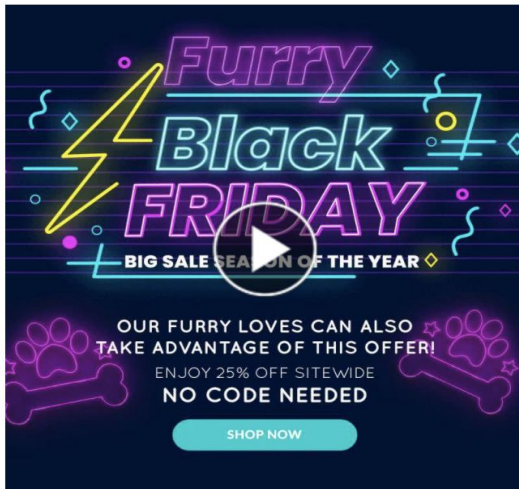 Furry
Black
FRIDAY
BIG SALE SEASON OF THE YEAR
OUR FURRY LOVES CAN ALSO
TAKE ADVANTAGE OF THIS OFFER!
ENJOY 25% OFF SITEWIDE
NO CODE NEEDED
SHOP NOW